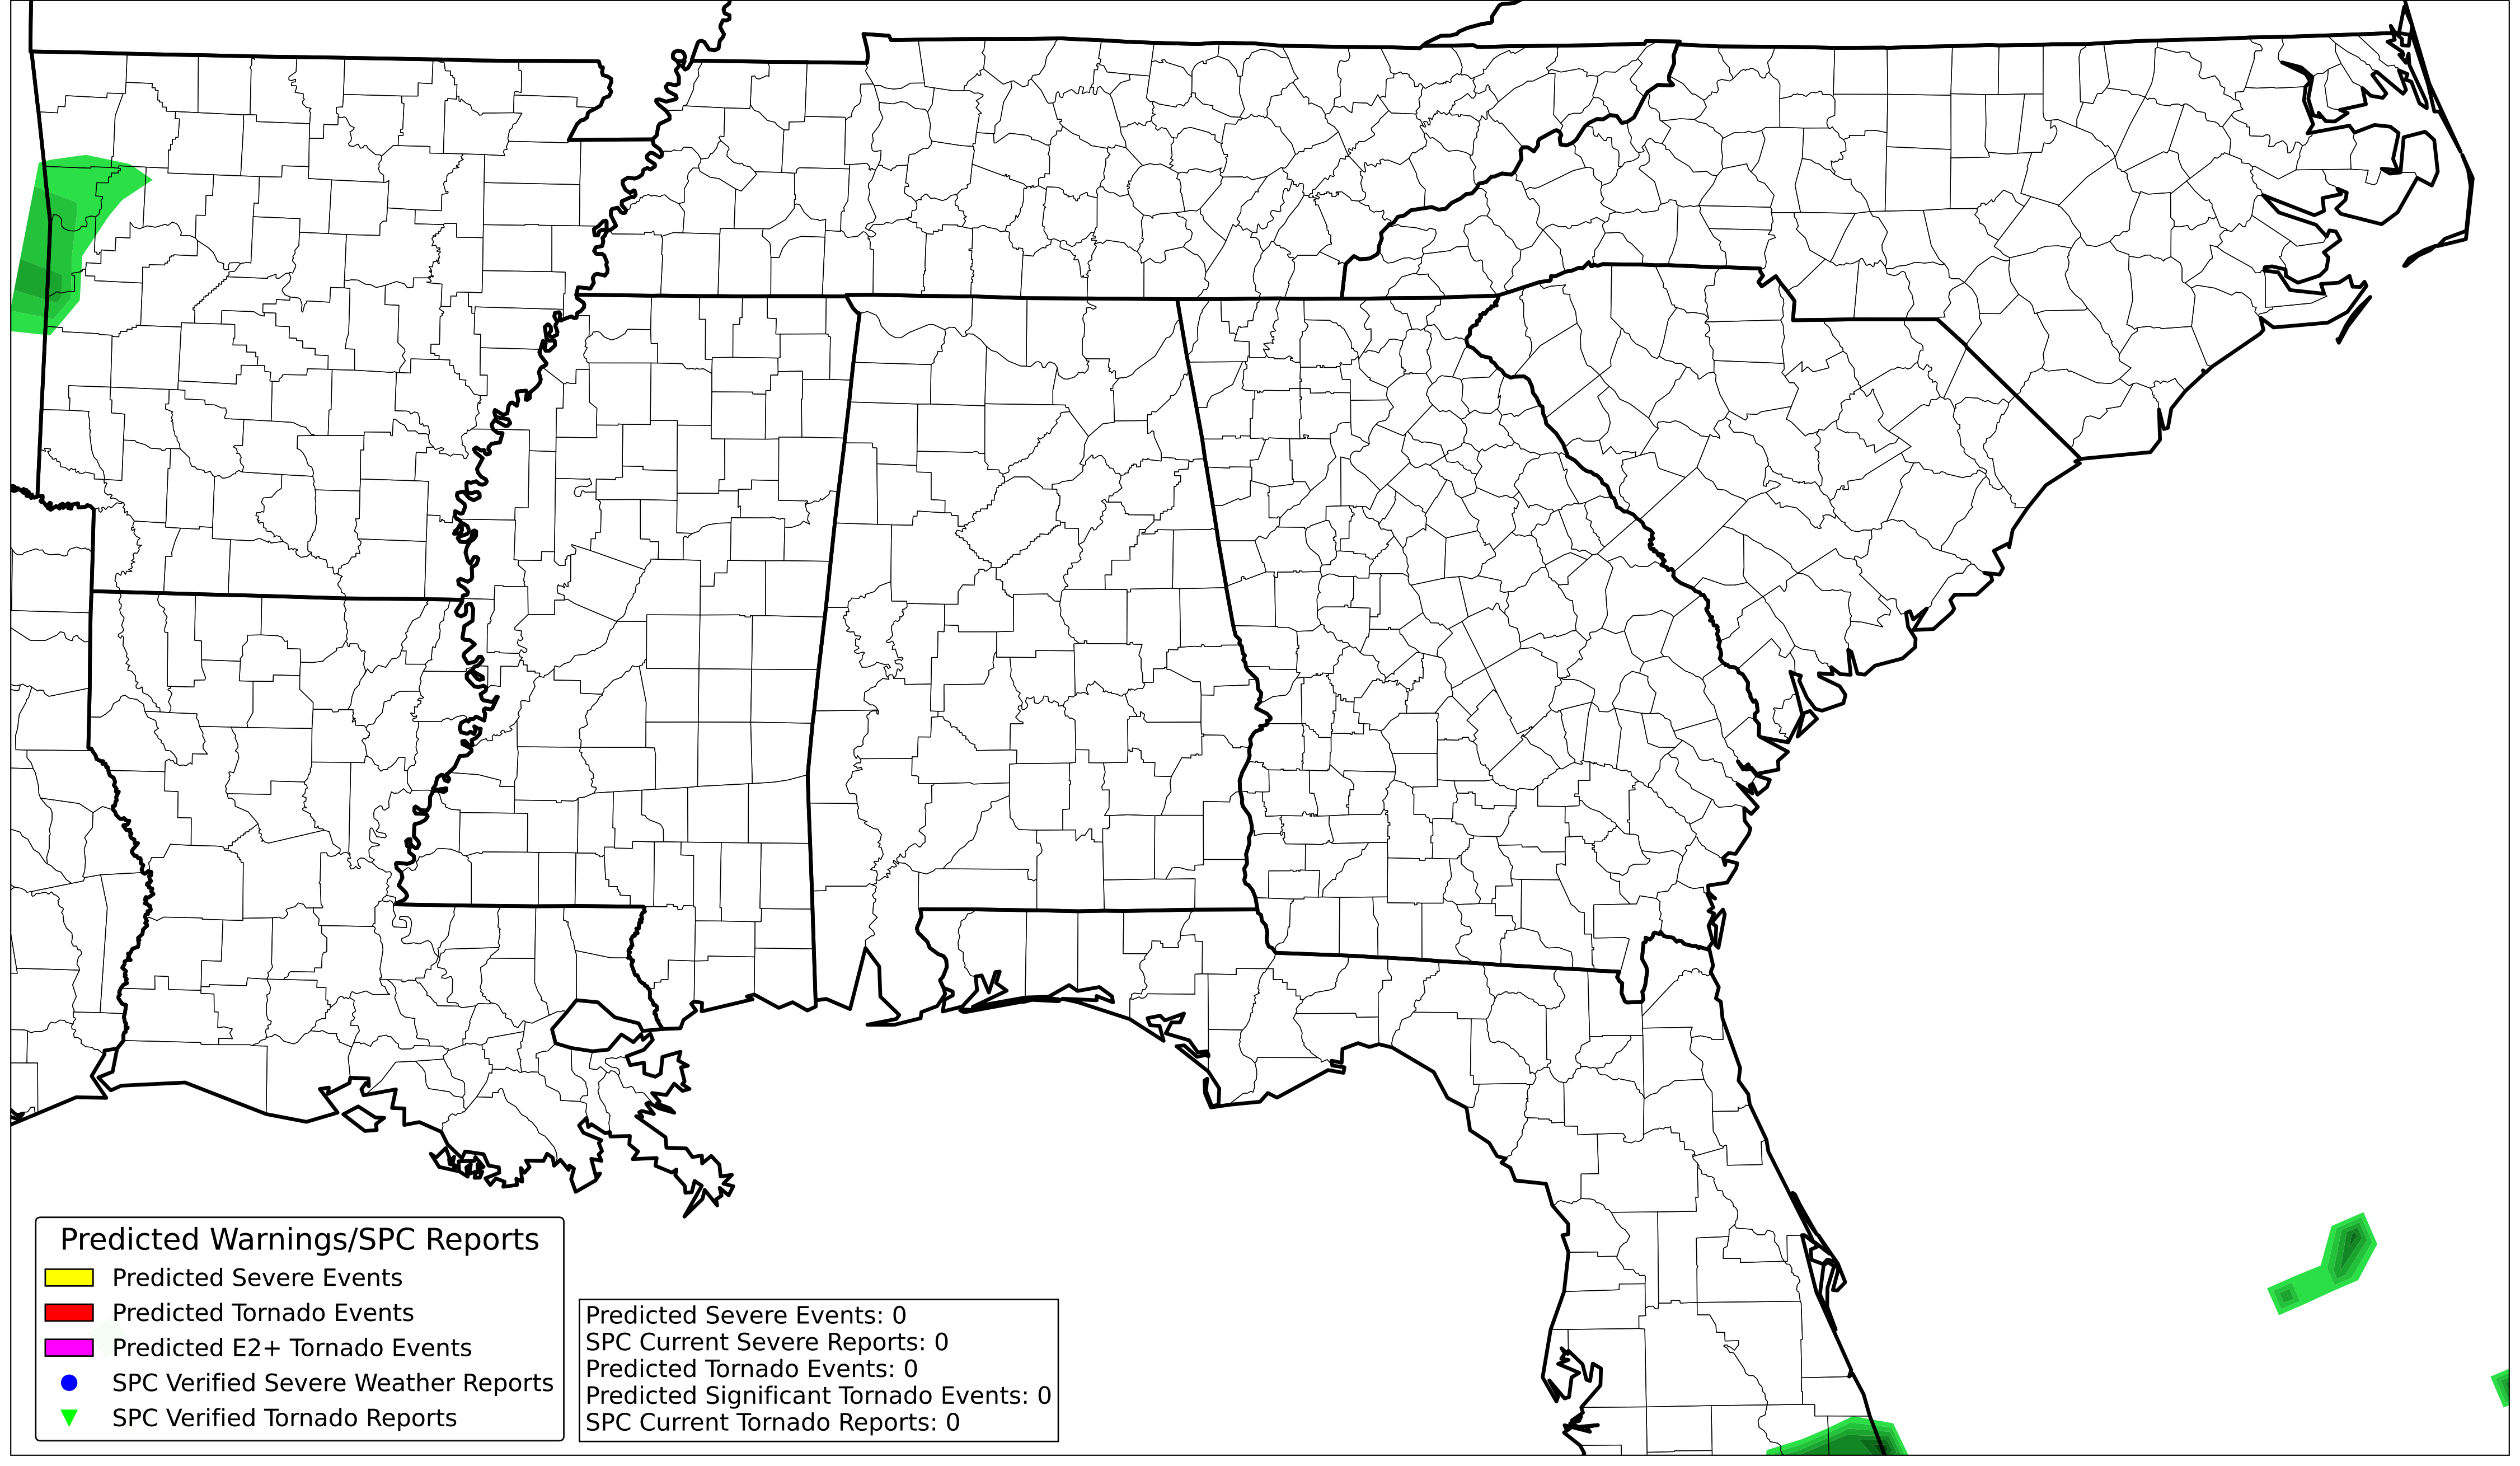 Predicted Warnings/SPC Reports
Predicted Severe Events
Predicted Tornado Events
Predicted E2+ Tornado Events
SPC Verified Severe Weather Reports
SPC Verified Tornado Reports
Predicted Severe Events: 0
SPC Current Severe Reports: 0
Predicted Tornado Events: 0
Predicted Significant Tornado Events: 0
SPC Current Tornado Reports: 0